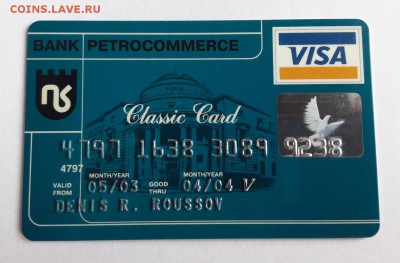 COINS.ЛАВЕ.RU
BANK PETROCOMMERCE
VISA
Classic Card
4797 1638 3089 9238
4797
MONTH/YEAR MONTH/YEAR
VALID FROM 05/03 GOOD THRU 04/04 V
DENIS R. ROUSSOV